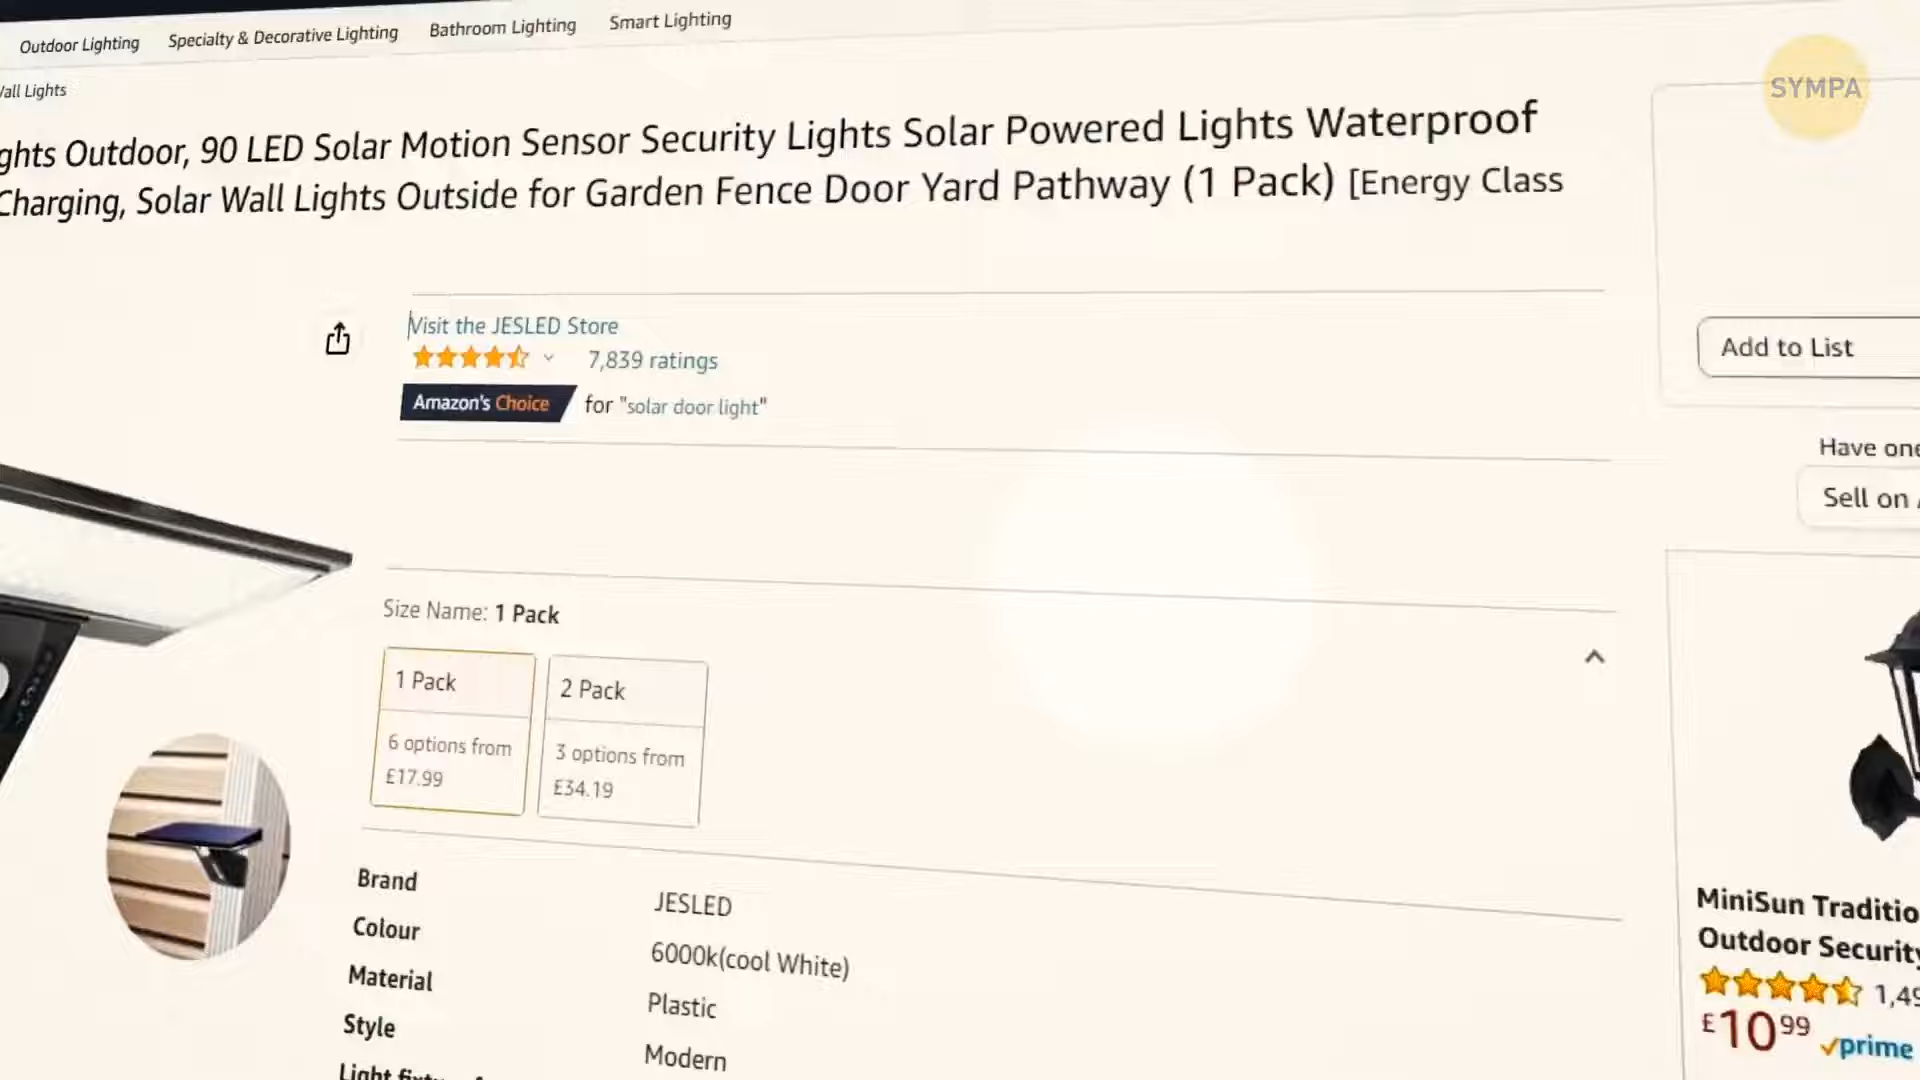 Outdoor Lighting
Specialty & Decorative Lighting
Bathroom Lighting
Smart Lighting
Wall Lights
SYMPA
Outdoor, 90 LED Solar Motion Sensor Security Lights Solar Powered Lights Waterproof
Charging, Solar Wall Lights Outside for Garden Fence Door Yard Pathway (1 Pack) [Energy Class
Visit the JESLED Store
7,839 ratings
Amazon's Choice for "solar door light"
Add to List
Have one
Sell on
Size Name: 1 Pack
1 Pack
6 options from
£17.99
2 Pack
3 options from
£34.19
Brand JESLED
Colour 6000k(cool White)
Material Plastic
Style Modern
Light
MiniSun Traditio
Outdoor Security
1,49
£10.99 prime